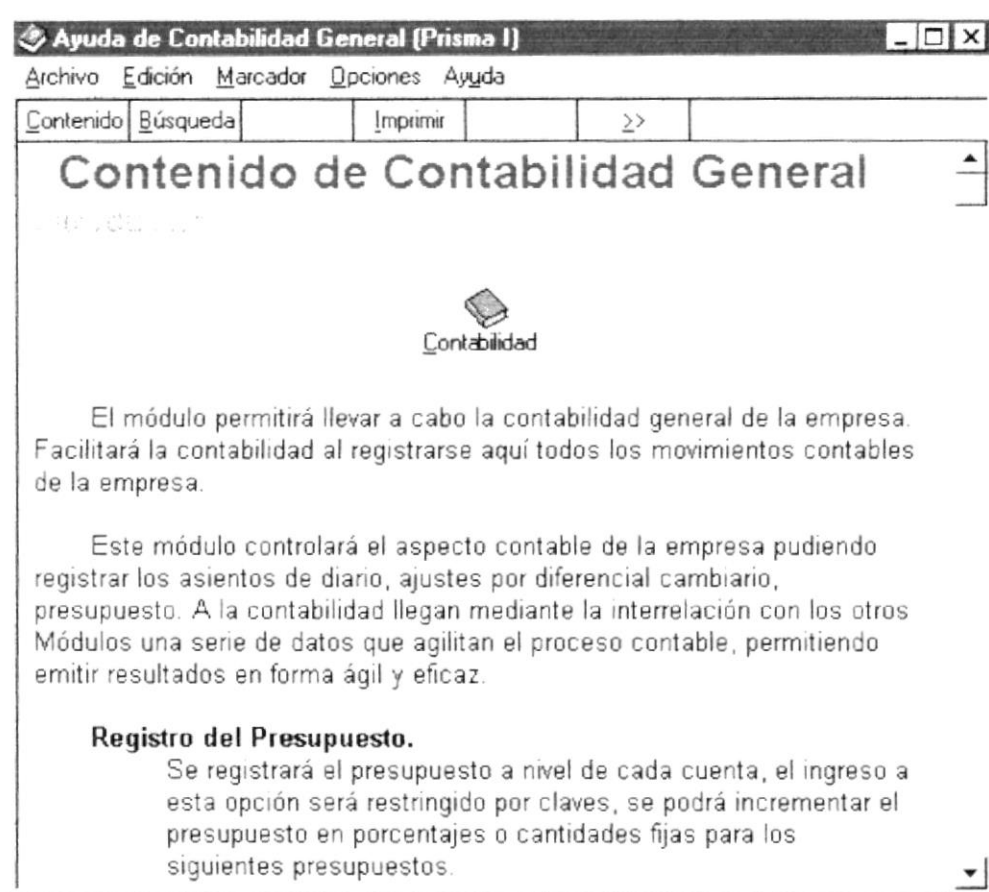 Ayuda de Contabilidad General (Prisma I)
Archivo Edición Marcador Opciones Ayuda
Contenido Búsqueda Imprimir >>
Contenido de Contabilidad General
Contabilidad
El módulo permitirá llevar a cabo la contabilidad general de la empresa.
Facilitará la contabilidad al registrarse aquí todos los movimientos contables
de la empresa.
Este módulo controlará el aspecto contable de la empresa pudiendo
registrar los asientos de diario, ajustes por diferencial cambiario,
presupuesto. A la contabilidad llegan mediante la interrelación con los otros
Módulos una serie de datos que agilitan el proceso contable, permitiendo
emitir resultados en forma ágil y eficaz.
Registro del Presupuesto.
Se registrará el presupuesto a nivel de cada cuenta, el ingreso a
esta opción será restringido por claves, se podrá incrementar el
presupuesto en porcentajes o cantidades fijas para los
siguientes presupuestos.